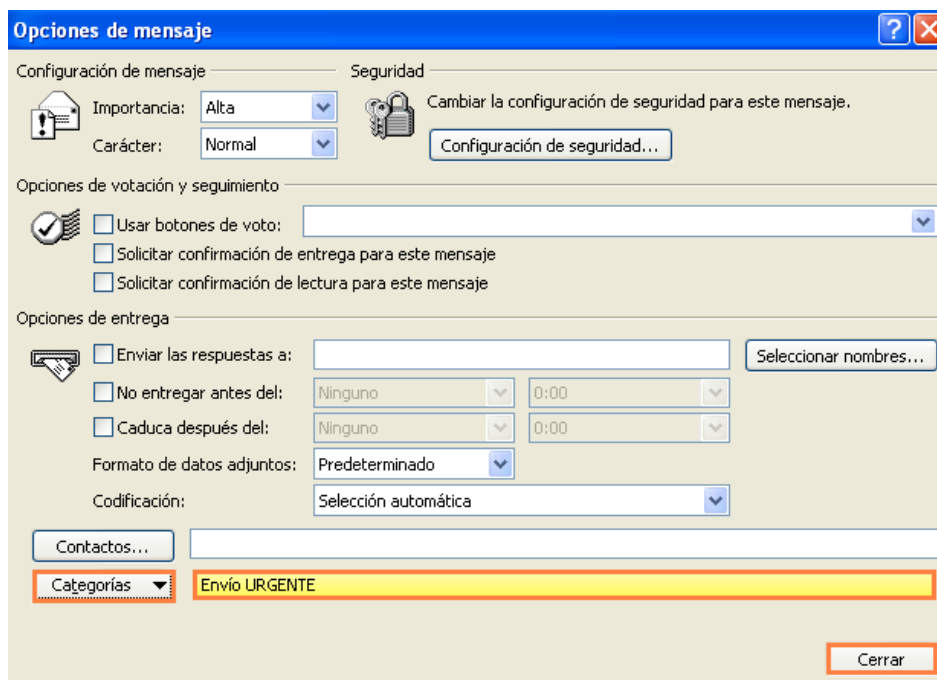 Opciones de mensaje
Configuración de mensaje Seguridad
Importancia: Alta Cambiar la configuración de seguridad para este mensaje.
Carácter: Normal Configuración de seguridad...
Opciones de votación y seguimiento
Usar botones de voto:
Solicitar confirmación de entrega para este mensaje
Solicitar confirmación de lectura para este mensaje
Opciones de entrega
Enviar las respuestas a: Seleccionar nombres...
No entregar antes del: Ninguno 0:00
Caduca después del: Ninguno 0:00
Formato de datos adjuntos: Predeterminado
Codificación: Selección automática
Contactos...
Categorías Envío URGENTE
Cerrar